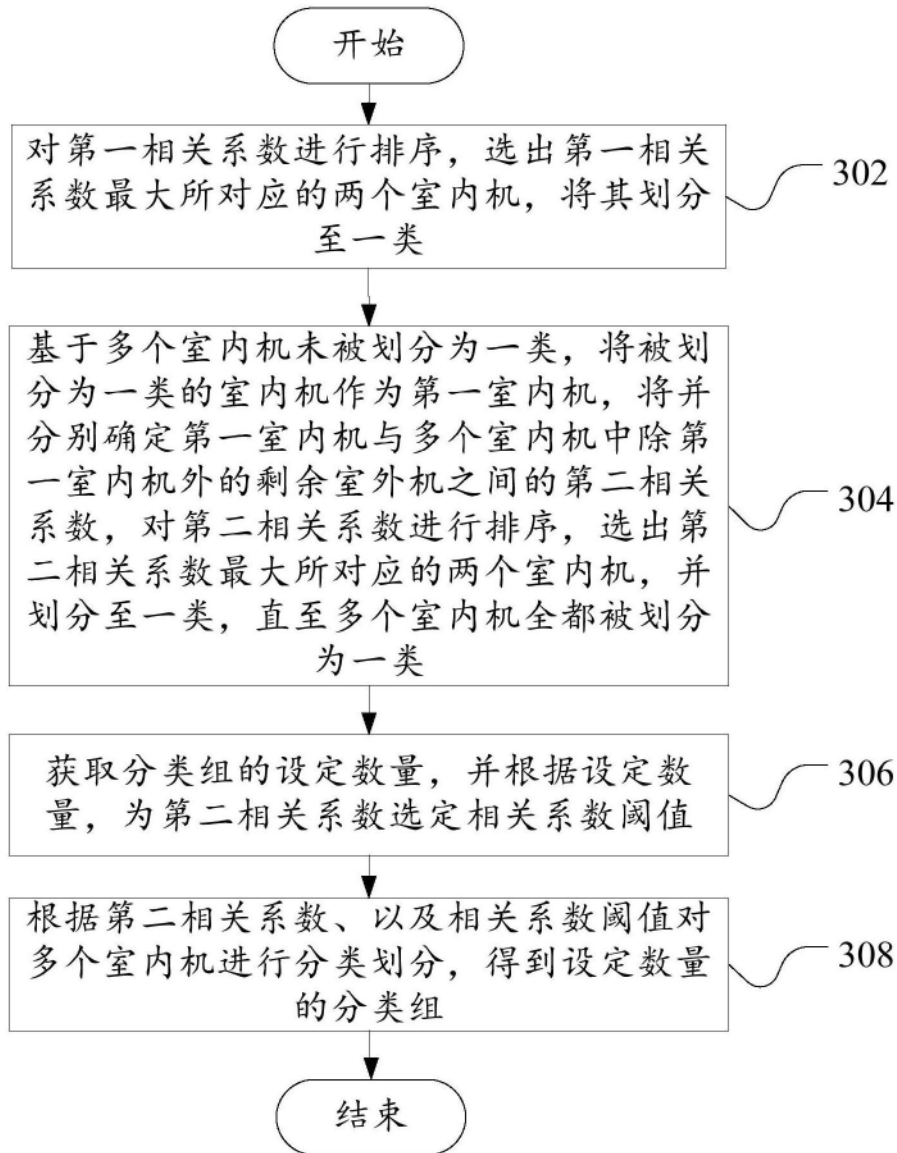 开始
对第一相关系数进行排序，选出第一相关
系数最大所对应的两个室内机，将其划分
至一类
302
基于多个室内机未被划分为一类，将被划
分为一类的室内机作为第一室内机，将并
分别确定第一室内机与多个室内机中除第
一室内机外的剩余室外机之间的第二相关
系数，对第二相关系数进行排序，选出第
二相关系数最大所对应的两个室内机，并
划分至一类，直至多个室内机全都被划分
为一类
304
获取分类组的设定数量，并根据设定数
量，为第二相关系数选定相关系数阈值
306
根据第二相关系数、以及相关系数阈值对
多个室内机进行分类划分，得到设定数量
的分类组
308
结束